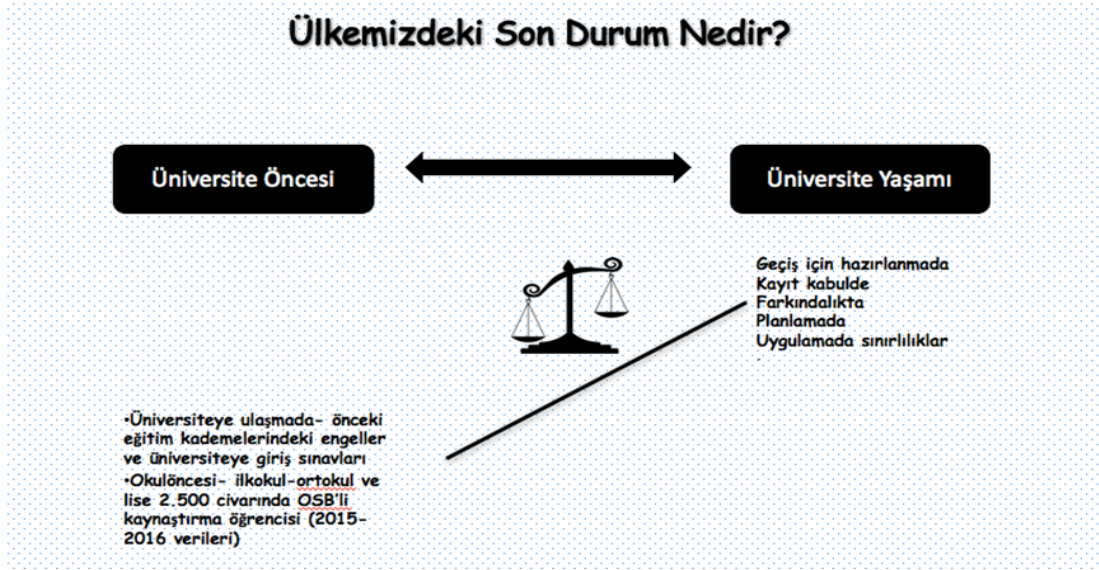 Ülkemizdeki Son Durum Nedir?
Üniversite Öncesi
Üniversite Yaşamı
Geçiş için hazırlanmada
Kayıt kabulde
Farkındalıkta
Planlamada
Uygulamada sınırlılıklar
.
•Üniversiteye ulaşmada- önceki
eğitim kademelerindeki engeller
ve üniversiteye giriş sınavları
•Okulöncesi- ilkokul-ortokul ve
lise 2.500 civarında OSB'li
kaynaştırma öğrencisi (2015-
2016 verileri)